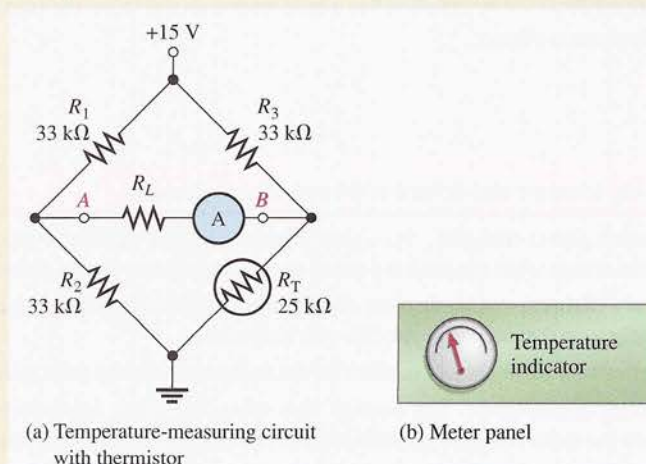 +15 V
R1
33 kΩ
R3
33 kΩ
A
RL
A
B
R2
33 kΩ
RT
25 kΩ
Temperature
indicator
(a) Temperature-measuring circuit
with thermistor
(b) Meter panel